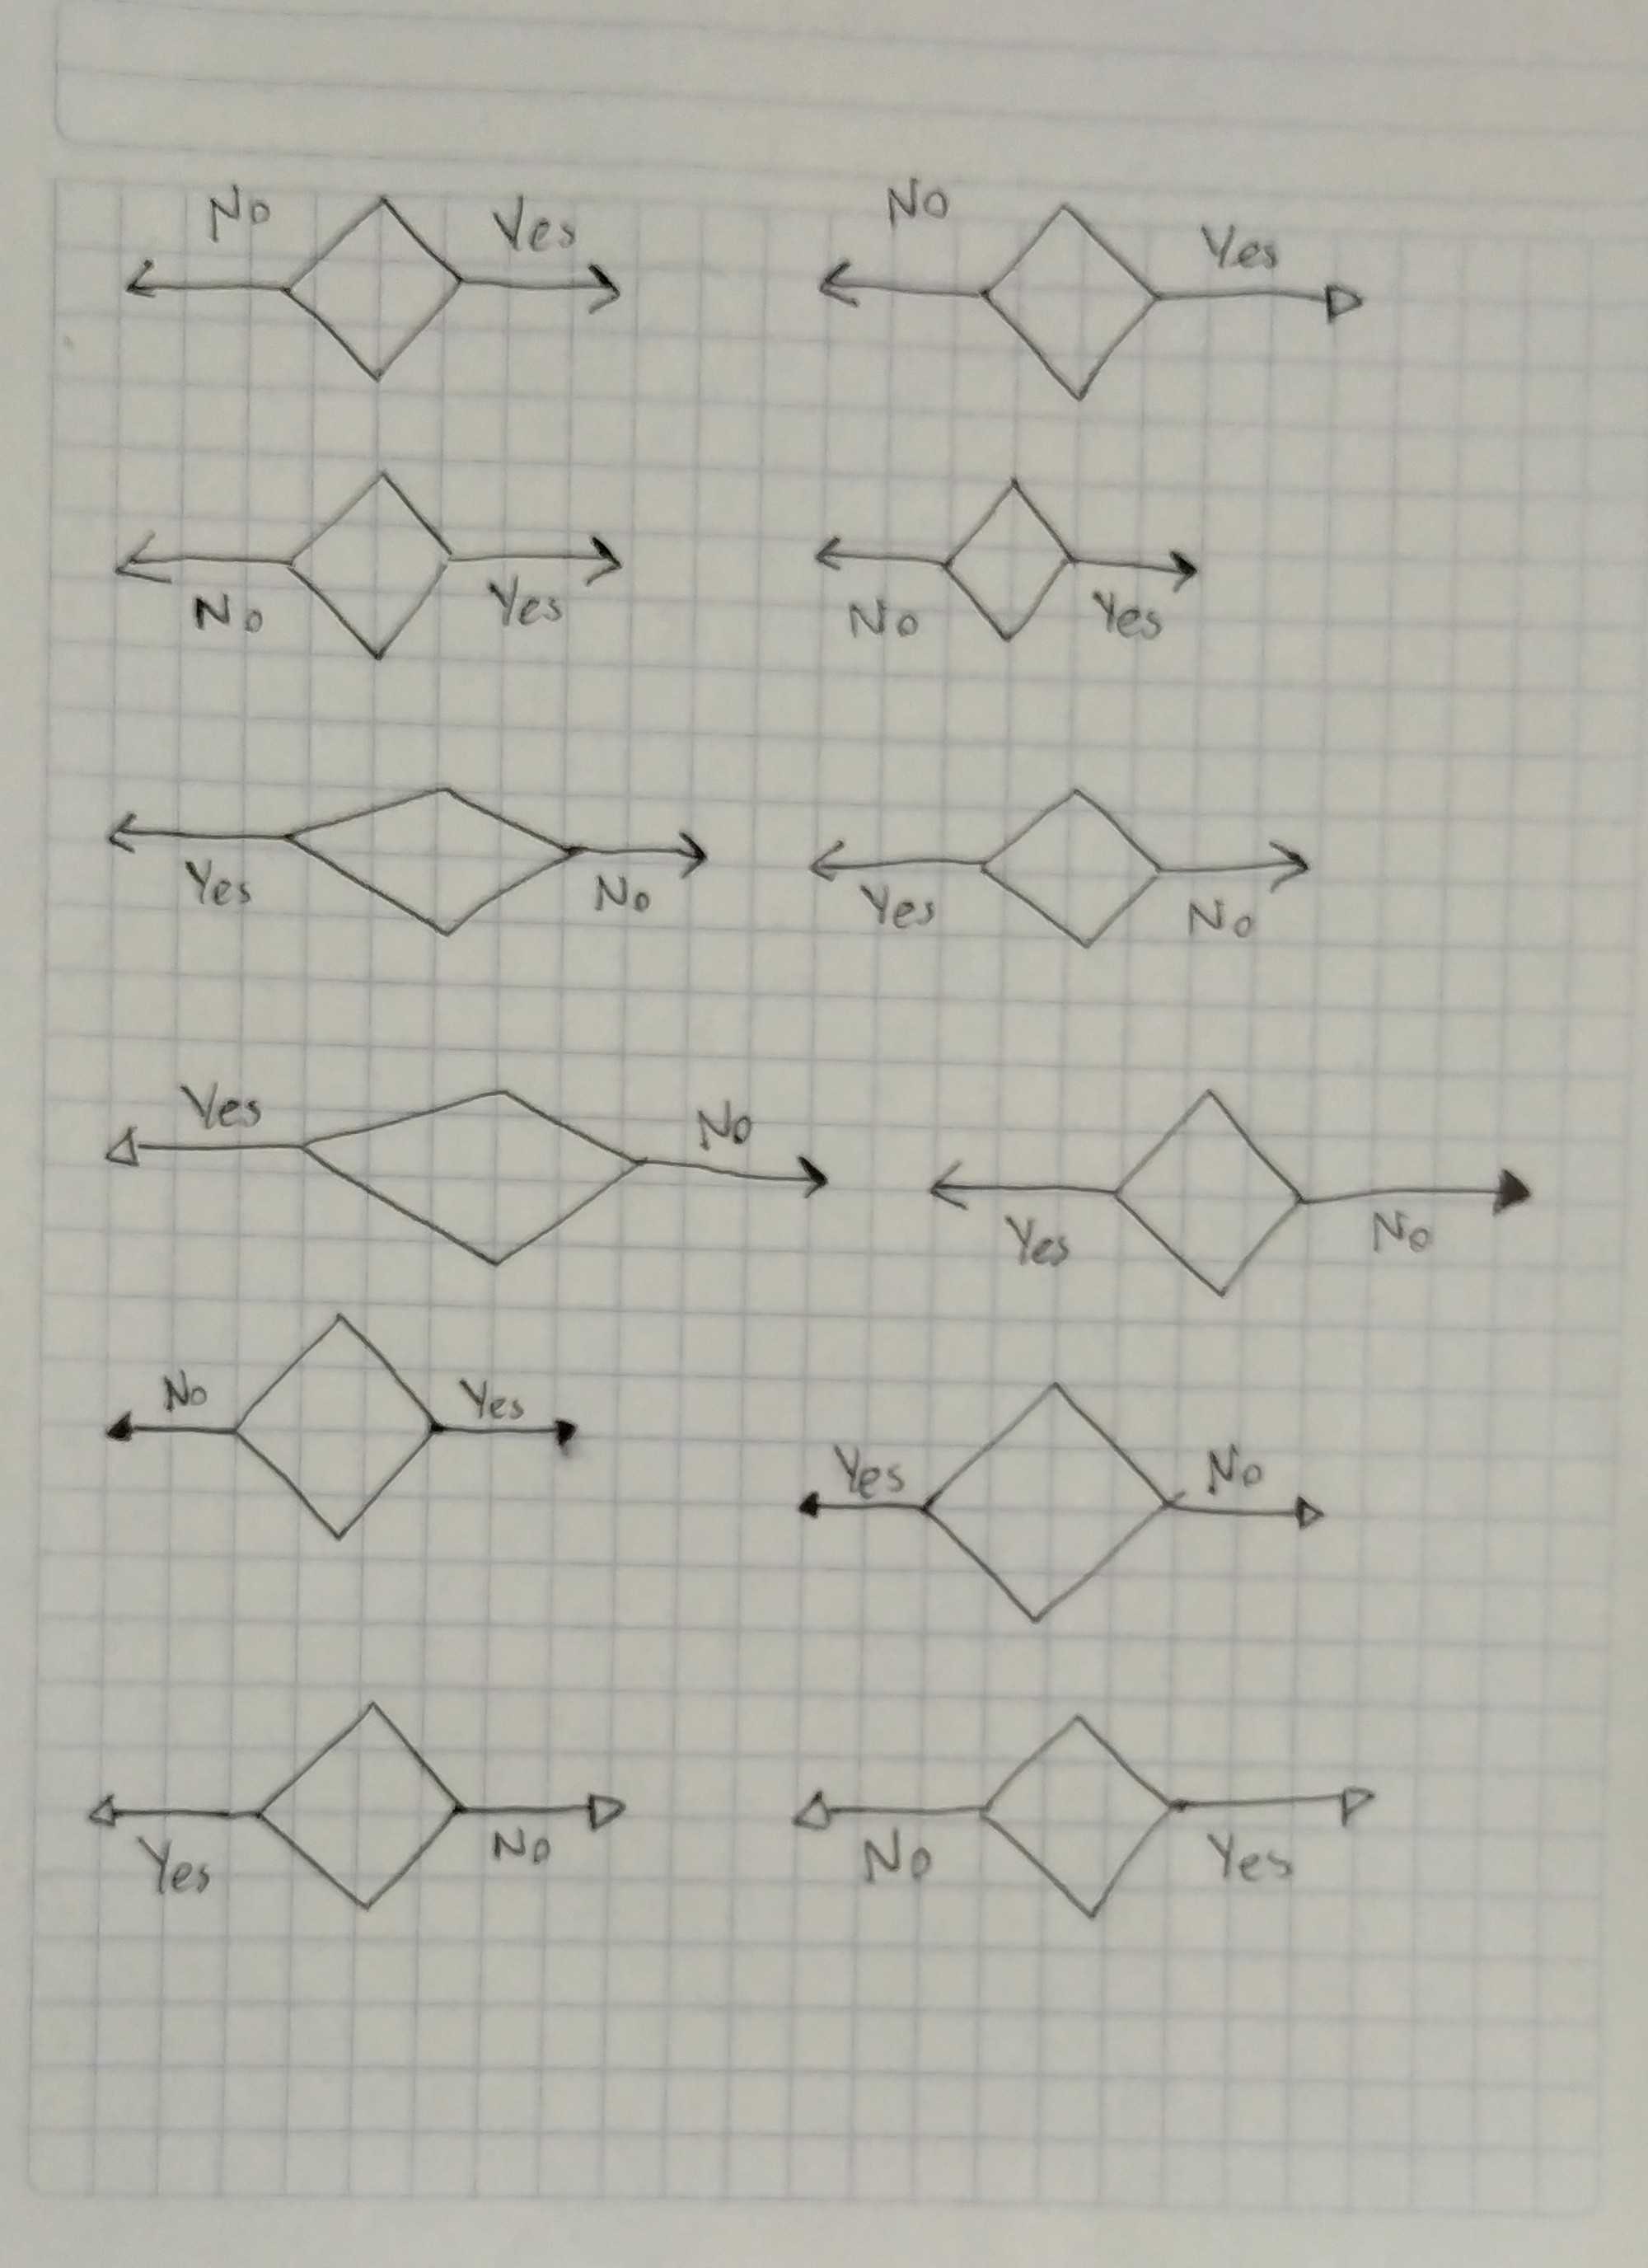 No Yes No Yes
No Yes No Yes
Yes No Yes No
Yes No Yes No
No Yes Yes No
Yes No No Yes